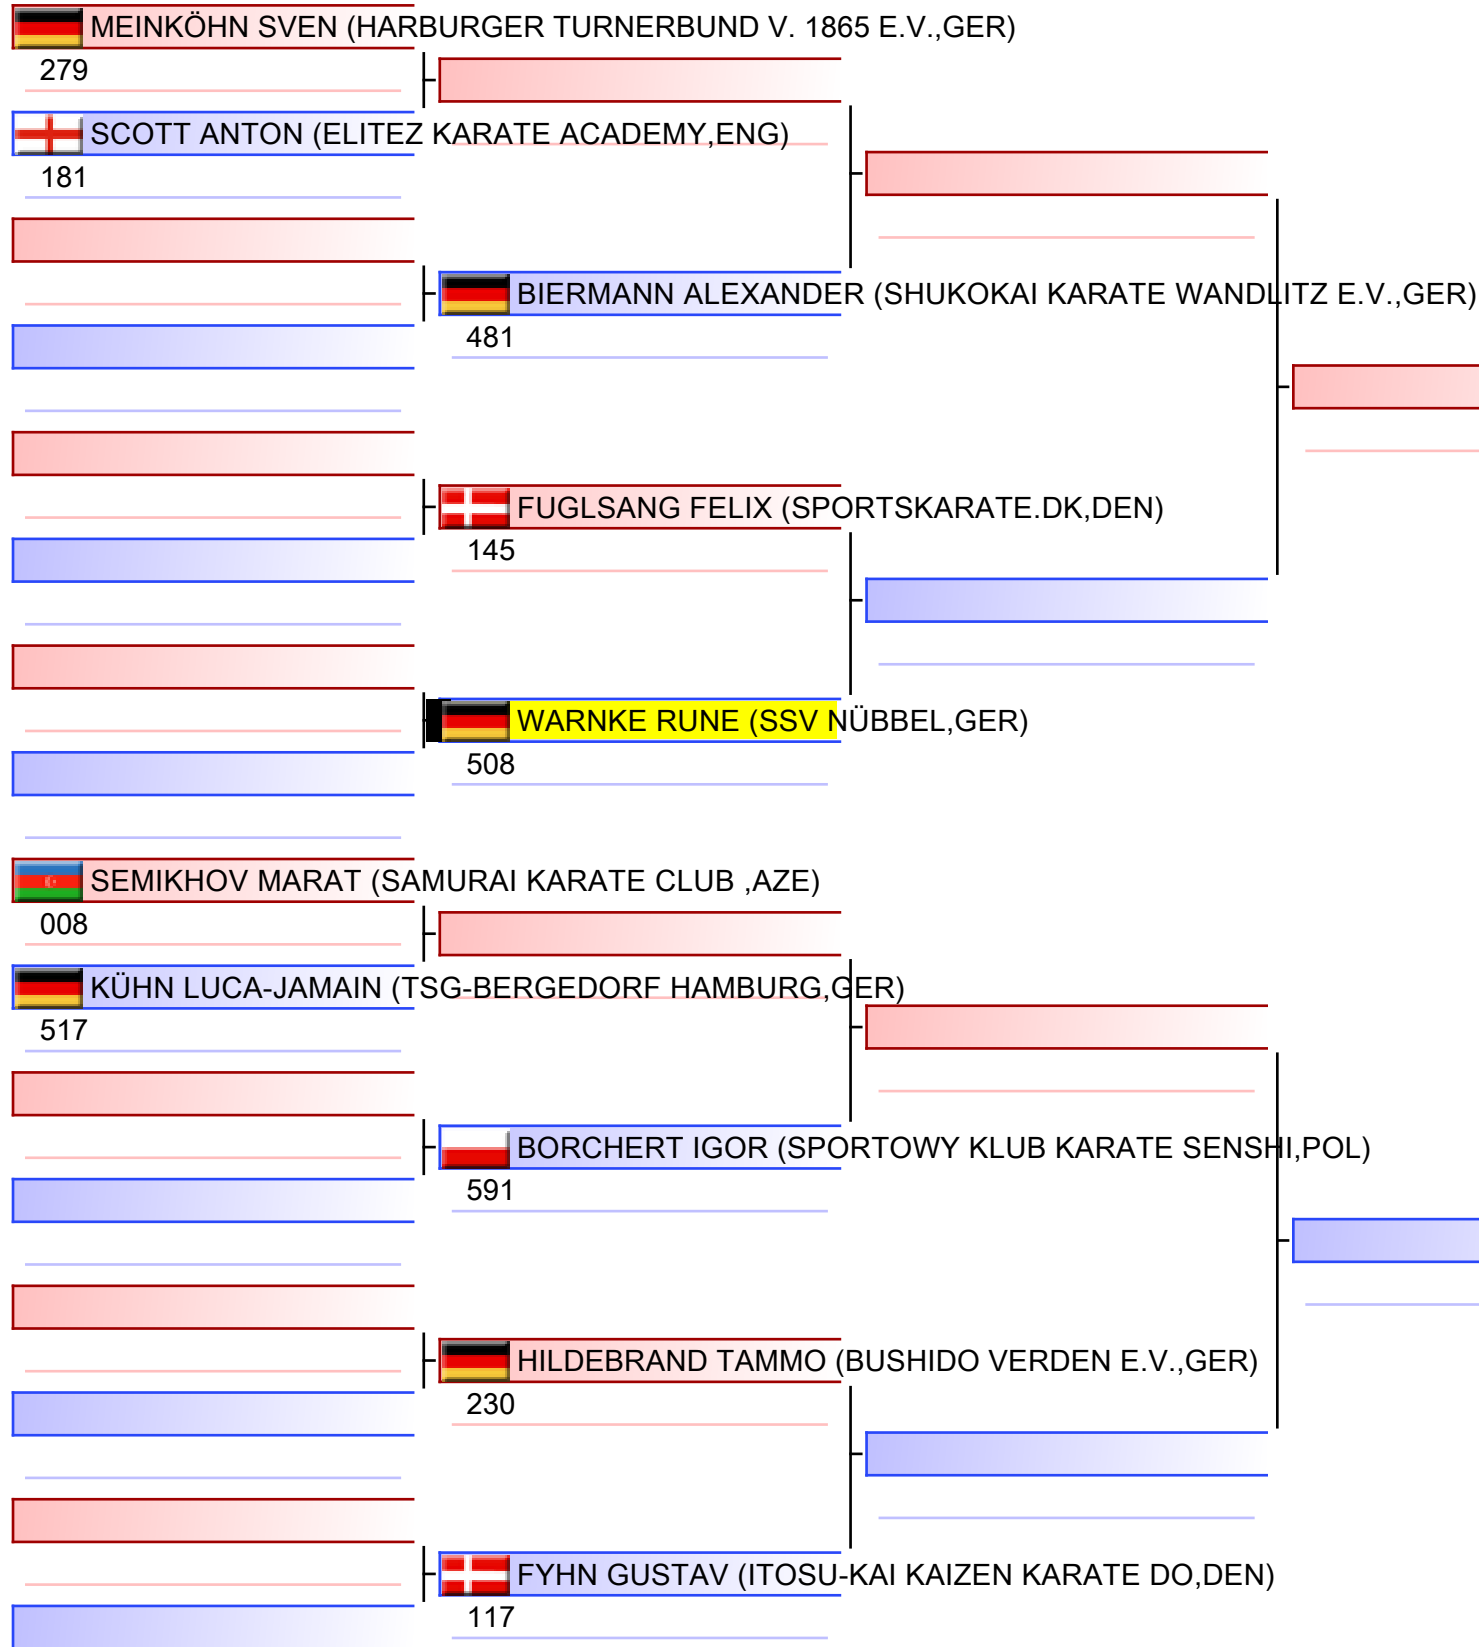 MEINKÖHN SVEN (HARBURGER TURNERBUND V. 1865 E.V.,GER)
279
SCOTT ANTON (ELITEZ KARATE ACADEMY,ENG)
181
BIERMANN ALEXANDER (SHUKOKAI KARATE WANDLITZ E.V.,GER)
481
FUGLSANG FELIX (SPORTSKARATE.DK,DEN)
145
WARNKE RUNE (SSV NÜBBEL,GER)
508
SEMIKHOV MARAT (SAMURAI KARATE CLUB ,AZE)
008
KÜHN LUCA-JAMAIN (TSG-BERGEDORF HAMBURG,GER)
517
BORCHERT IGOR (SPORTOWY KLUB KARATE SENSHI,POL)
591
HILDEBRAND TAMMO (BUSHIDO VERDEN E.V.,GER)
230
FYHN GUSTAV (ITOSU-KAI KAIZEN KARATE DO,DEN)
117